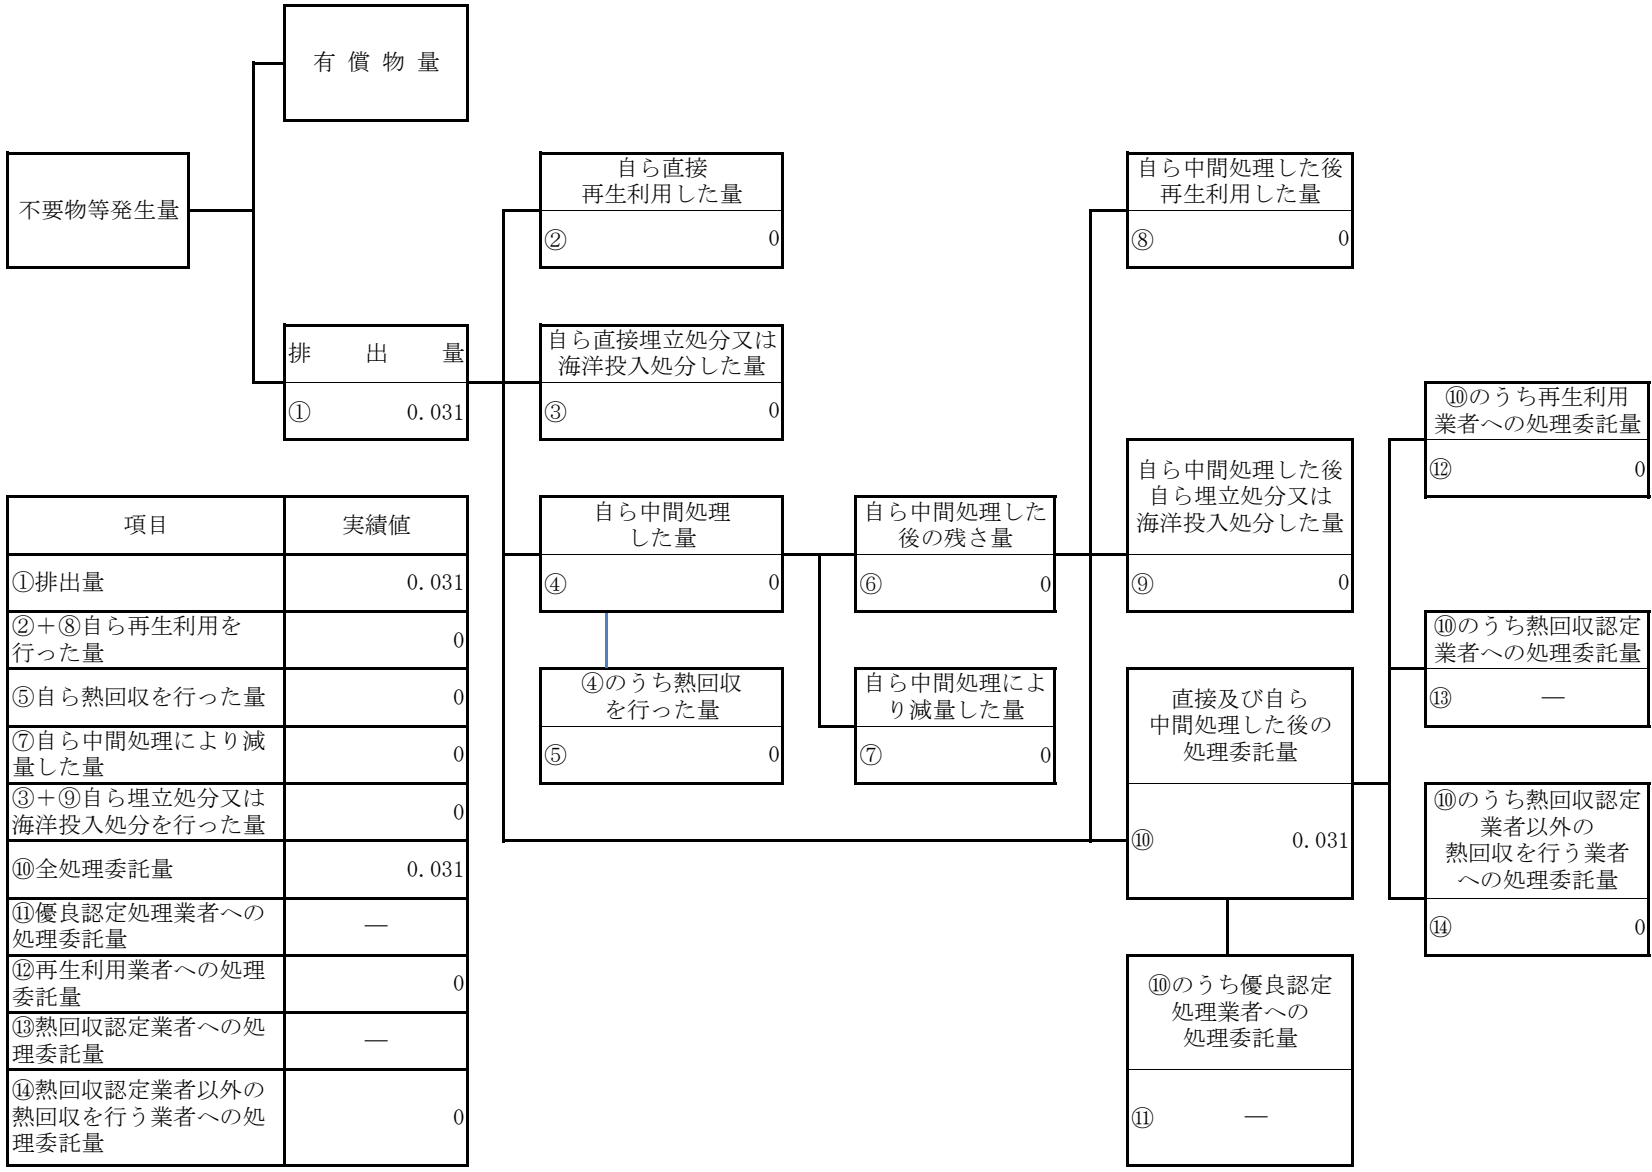 有償物量
不要物等発生量
排出量
① 0.031
自ら直接
再生利用した量
② 0
自ら直接埋立処分又は
海洋投入処分した量
③ 0
自ら中間処理
した量
④ 0
④のうち熱回収
を行った量
⑤ 0
自ら中間処理した
後の残さ量
⑥ 0
自ら中間処理によ
り減量した量
⑦ 0
自ら中間処理した後
再生利用した量
⑧ 0
自ら中間処理した後
自ら埋立処分又は
海洋投入処分した量
⑨ 0
直接及び自ら
中間処理した後の
処理委託量
⑩ 0.031
⑩のうち優良認定
処理業者への
処理委託量
⑪ ―
⑩のうち再生利用
業者への処理委託量
⑫ 0
⑩のうち熱回収認定
業者への処理委託量
⑬ ―
⑩のうち熱回収認定
業者以外の
熱回収を行う業者
への処理委託量
⑭ 0
項目 実績値
①排出量 0.031
②＋⑧自ら再生利用を
行った量 0
⑤自ら熱回収を行った量 0
⑦自ら中間処理により減
量した量 0
③＋⑨自ら埋立処分又は
海洋投入処分を行った量 0
⑩全処理委託量 0.031
⑪優良認定処理業者への
処理委託量 ―
⑫再生利用業者への処理
委託量 0
⑬熱回収認定業者への処
理委託量 ―
⑭熱回収認定業者以外の
熱回収を行う業者への処
理委託量 0